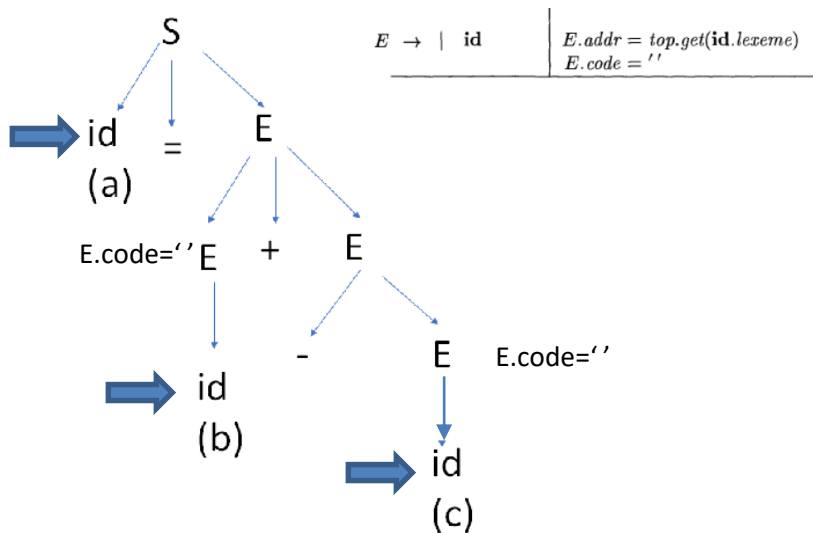 S
E → | id
E.addr = top.get(id.lexeme)
E.code = ''
id = E
(a)
E.code=‘’ E + E
id - E E.code=‘’
(b)
id
(c)